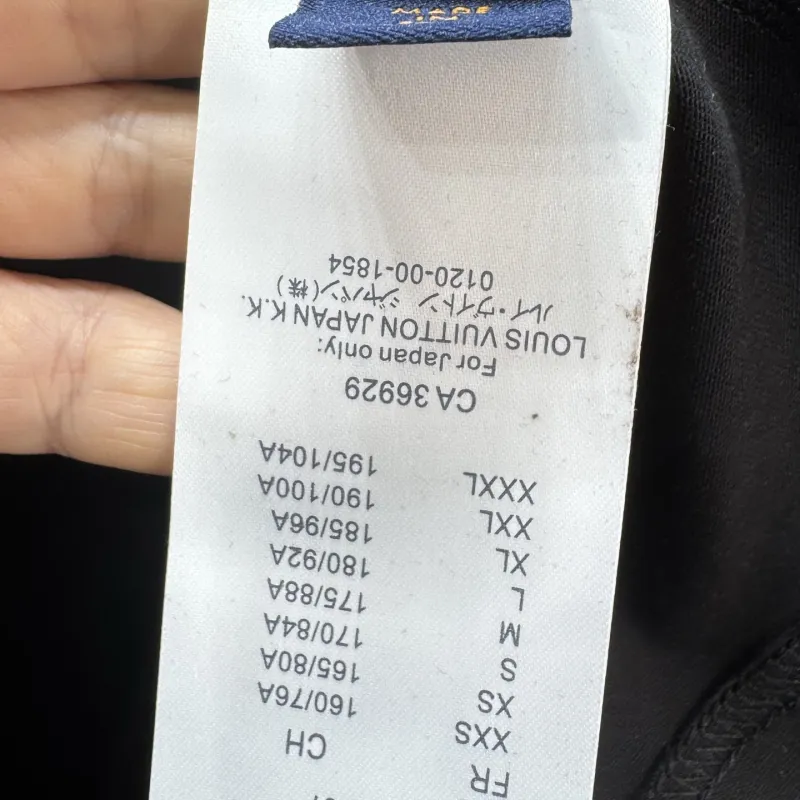 FR CH
XXS 160/76A
XS 165/80A
S 170/84A
M 175/88A
L 180/92A
XL 185/96A
XXL 190/100A
XXXL 195/104A
CA 36929
For Japan only:
LOUIS VUITTON JAPAN K.K.
ルイ・ヴィトン ジャパン(株)
0120-00-1854